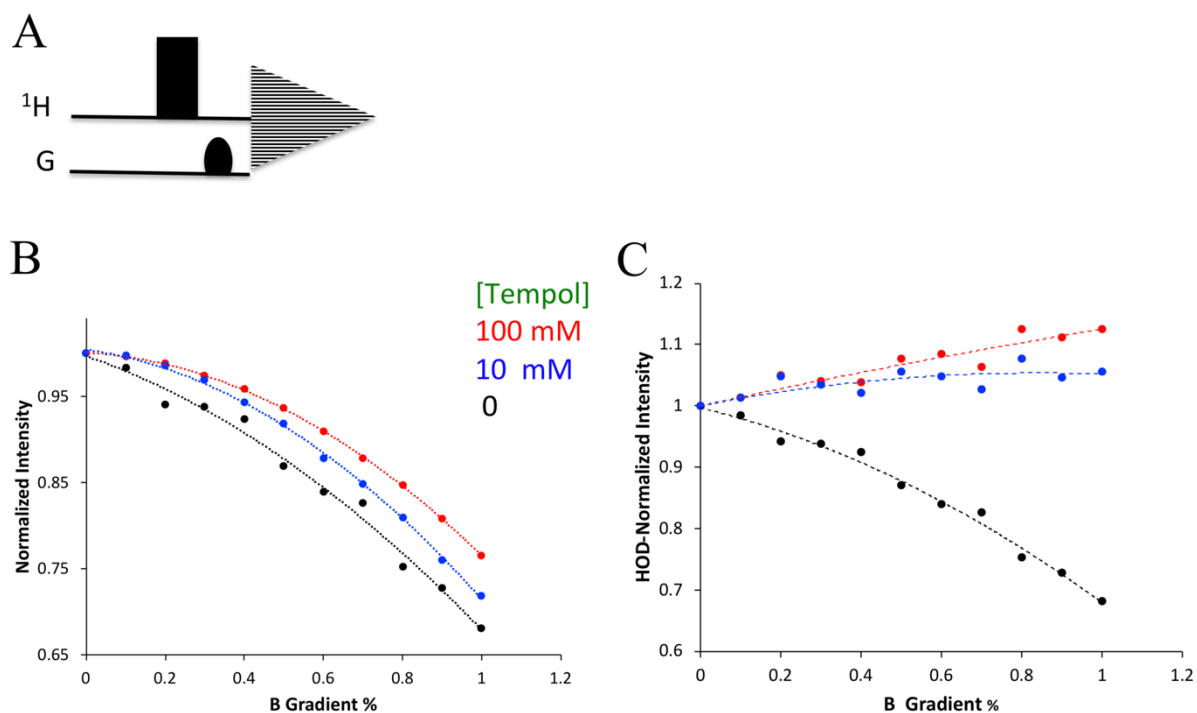 A
¹H
G
B
[Tempol]
100 mM
10 mM
0
Normalized Intensity
0.95
0.85
0.75
0.65
0
0.2
0.4
0.6
0.8
1
1.2
B Gradient %
C
HOD-Normalized Intensity
1.2
1.1
1
0.9
0.8
0.7
0.6
0
0.2
0.4
0.6
0.8
1
1.2
B Gradient %